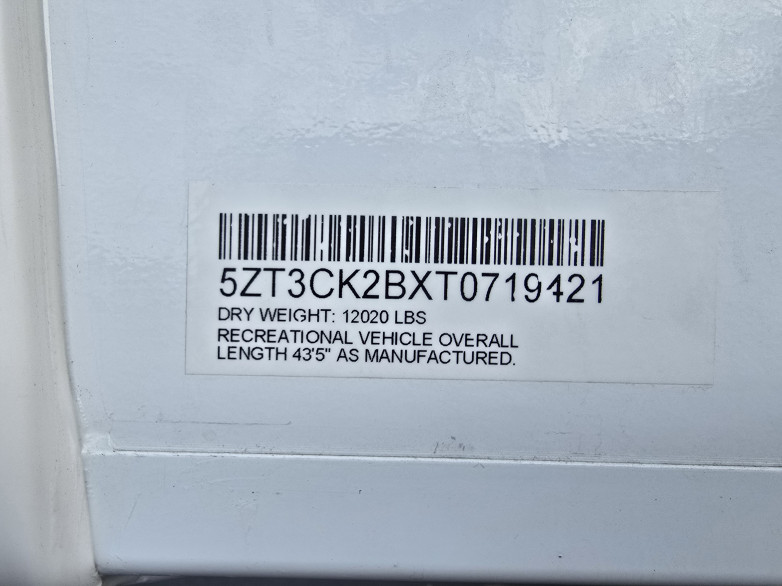 5ZT3CK2BXT0719421
DRY WEIGHT: 12020 LBS
RECREATIONAL VEHICLE OVERALL
LENGTH 43'5" AS MANUFACTURED.